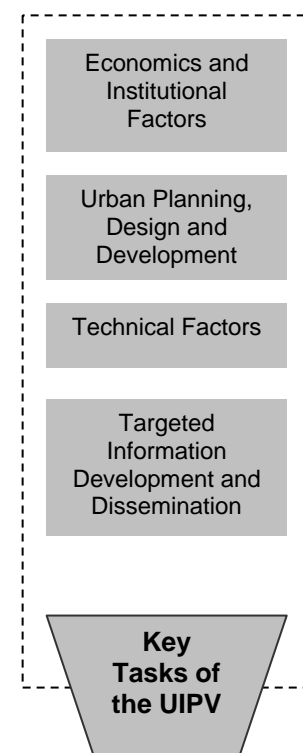 Economics and
Institutional
Factors
Urban Planning,
Design and
Development
Technical Factors
Targeted
Information
Development and
Dissemination
Key
Tasks of
the UIPV